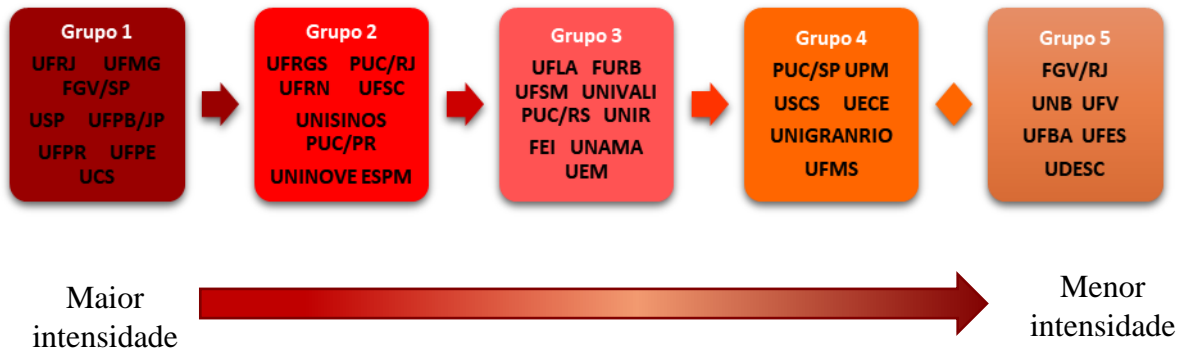 Grupo 1
UFRJ UFMG
FGV/SP
USP UFPB/JP
UFPR UFPE
UCS
Grupo 2
UFRGS PUC/RJ
UFRN UFSC
UNISINOS
PUC/PR
UNINOVE ESPM
Grupo 3
UFLA FURB
UFSM UNIVALI
PUC/RS UNIR
FEI UNAMA
UEM
Grupo 4
PUC/SP UPM
USCS UECE
UNIGRANRIO
UFMS
Grupo 5
FGV/RJ
UNB UFV
UFBA UFES
UDESC
Maior
intensidade
Menor
intensidade